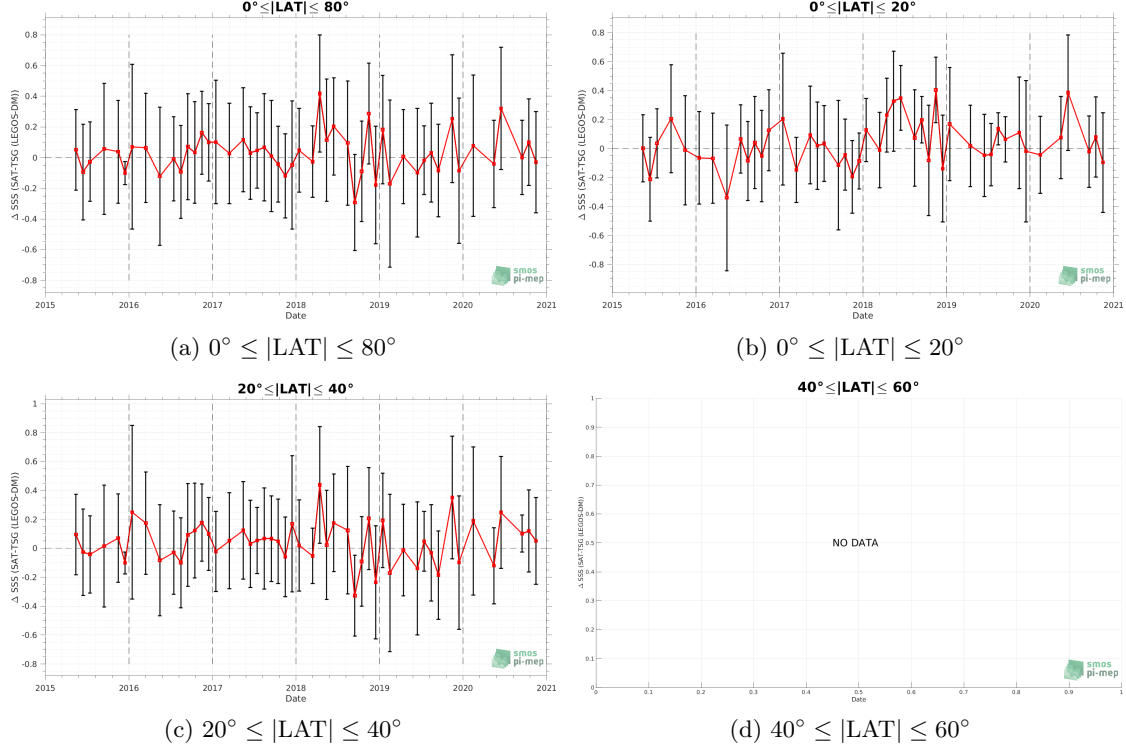 0°≤|LAT|≤ 80°
Δ SSS (SAT-TSG (LEGOS-DM))
0.8
0.6
0.4
0.2
0
-0.2
-0.4
-0.6
-0.8
2015 2016 2017 2018 2019 2020 2021
Date
smos
pi-mep
(a) 0° ≤ |LAT| ≤ 80°
0°≤|LAT|≤ 20°
Δ SSS (SAT-TSG (LEGOS-DM))
0.8
0.6
0.4
0.2
0
-0.2
-0.4
-0.6
-0.8
2015 2016 2017 2018 2019 2020 2021
Date
smos
pi-mep
(b) 0° ≤ |LAT| ≤ 20°
20°≤|LAT|≤ 40°
Δ SSS (SAT-TSG (LEGOS-DM))
1
0.8
0.6
0.4
0.2
0
-0.2
-0.4
-0.6
-0.8
2015 2016 2017 2018 2019 2020 2021
Date
smos
pi-mep
(c) 20° ≤ |LAT| ≤ 40°
40°≤|LAT|≤ 60°
Δ SSS (SAT-TSG (LEGOS-DM))
1
0.9
0.8
0.7
0.6
0.5
0.4
0.3
0.2
0.1
0
NO DATA
0 0.1 0.2 0.3 0.4 0.5 0.6 0.7 0.8 0.9 1
Date
smos
pi-mep
(d) 40° ≤ |LAT| ≤ 60°